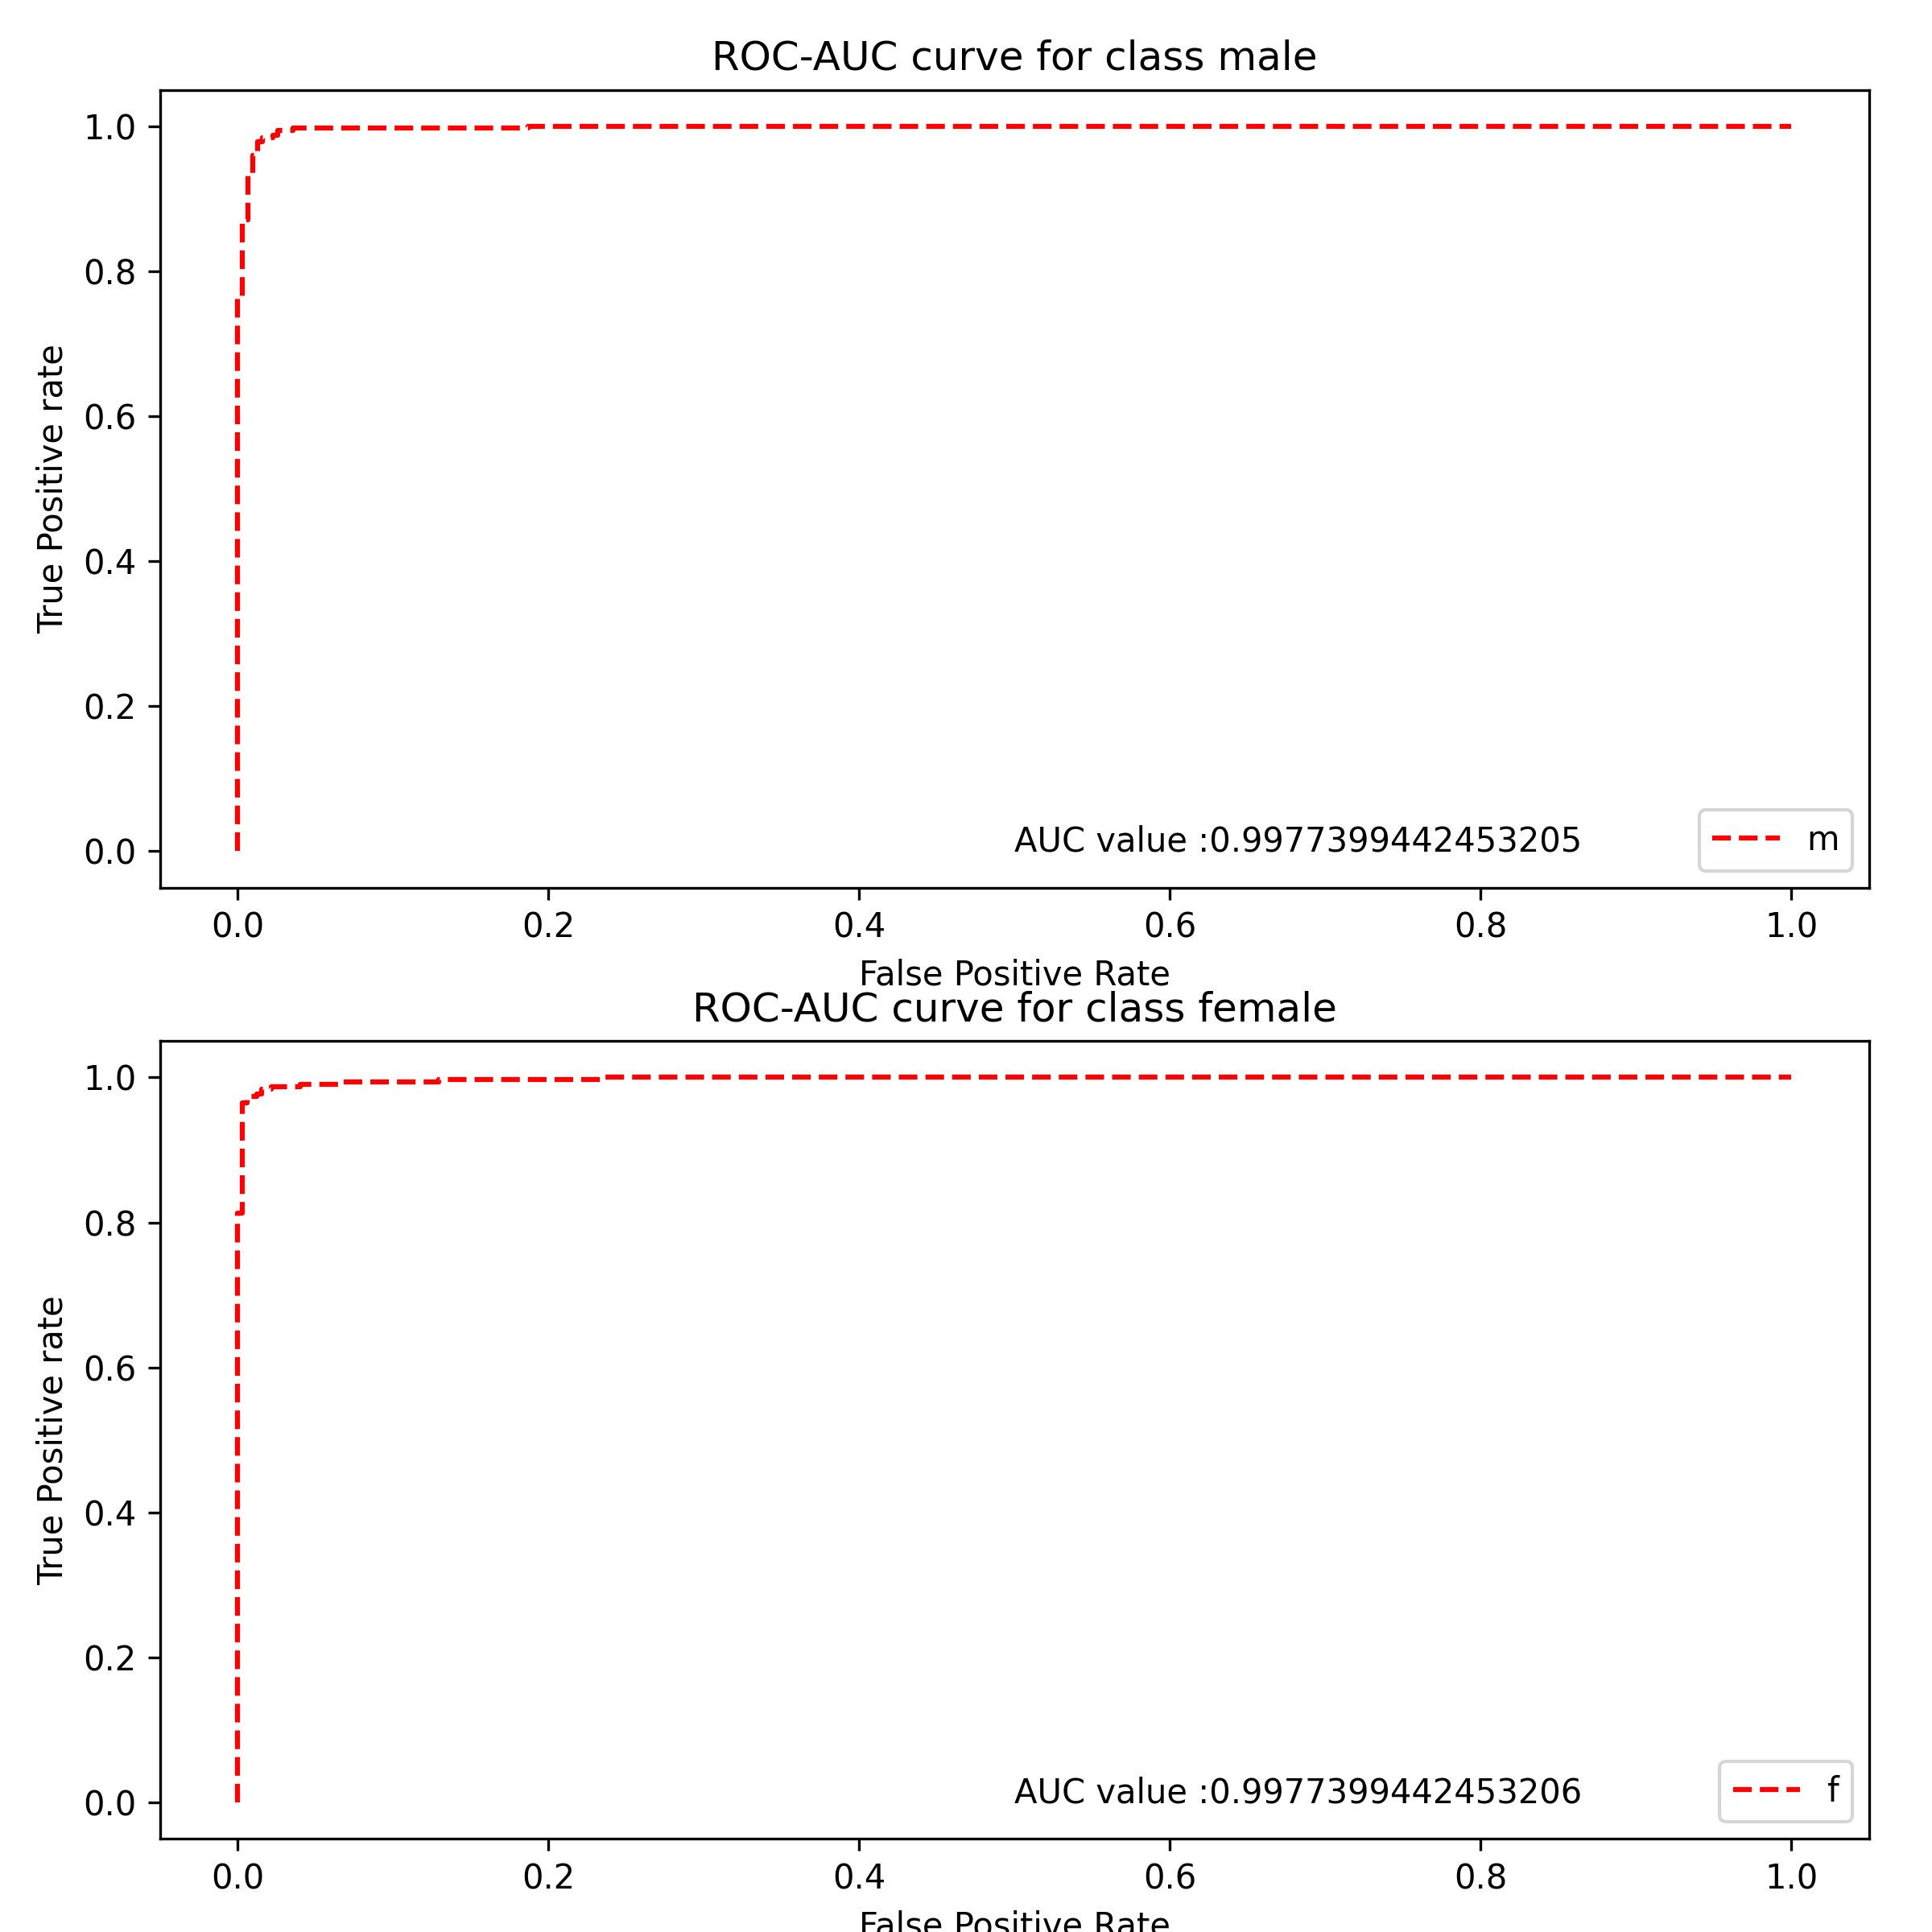 ROC-AUC curve for class male
1.0
0.8
0.6
0.4
0.2
0.0
True Positive rate
AUC value :0.9977399442453205
m
0.0 0.2 0.4 0.6 0.8 1.0
False Positive Rate
ROC-AUC curve for class female
1.0
0.8
0.6
0.4
0.2
0.0
True Positive rate
AUC value :0.9977399442453206
f
0.0 0.2 0.4 0.6 0.8 1.0
False Positive Rate